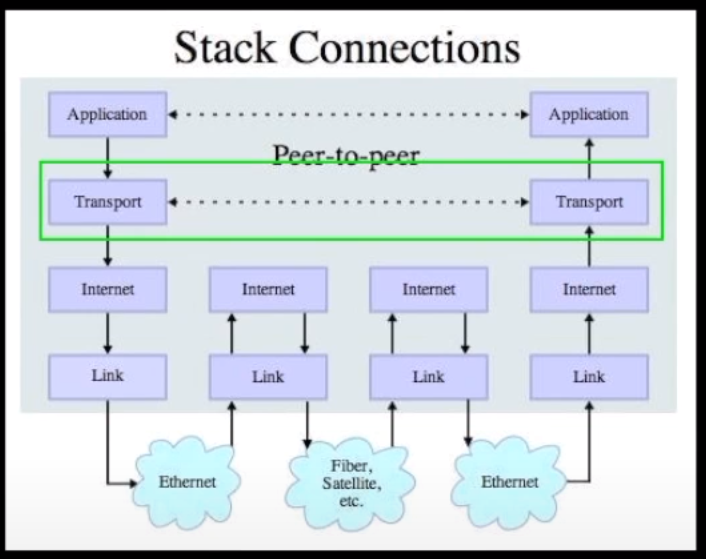 Stack Connections
Application
Application
Peer-to-peer
Transport
Transport
Internet
Internet
Internet
Internet
Link
Link
Link
Link
Ethernet
Fiber,
Satellite,
etc.
Ethernet